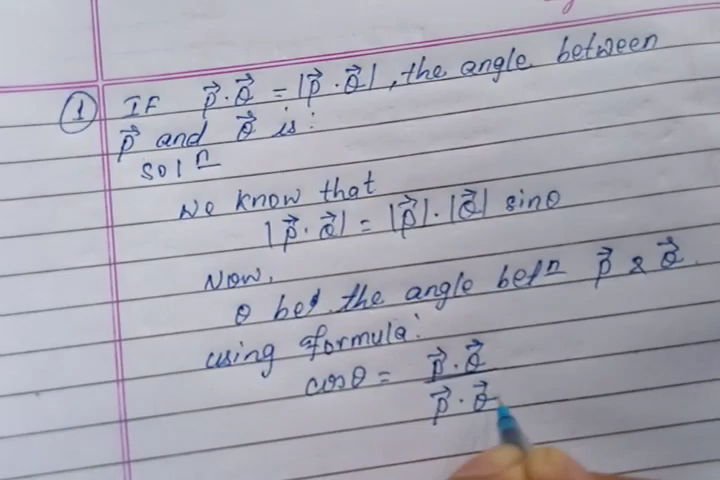 ① IF P⃗.Q⃗ = |P⃗.Q⃗|, the angle between
P⃗ and Q⃗ is:
Solⁿ
We know that
|P⃗.Q⃗| = |P⃗|.|Q⃗| sinθ
Now,
θ be the angle betⁿ P⃗ & Q⃗.
using formula:
cosθ = P⃗.Q⃗
P⃗.Q⃗